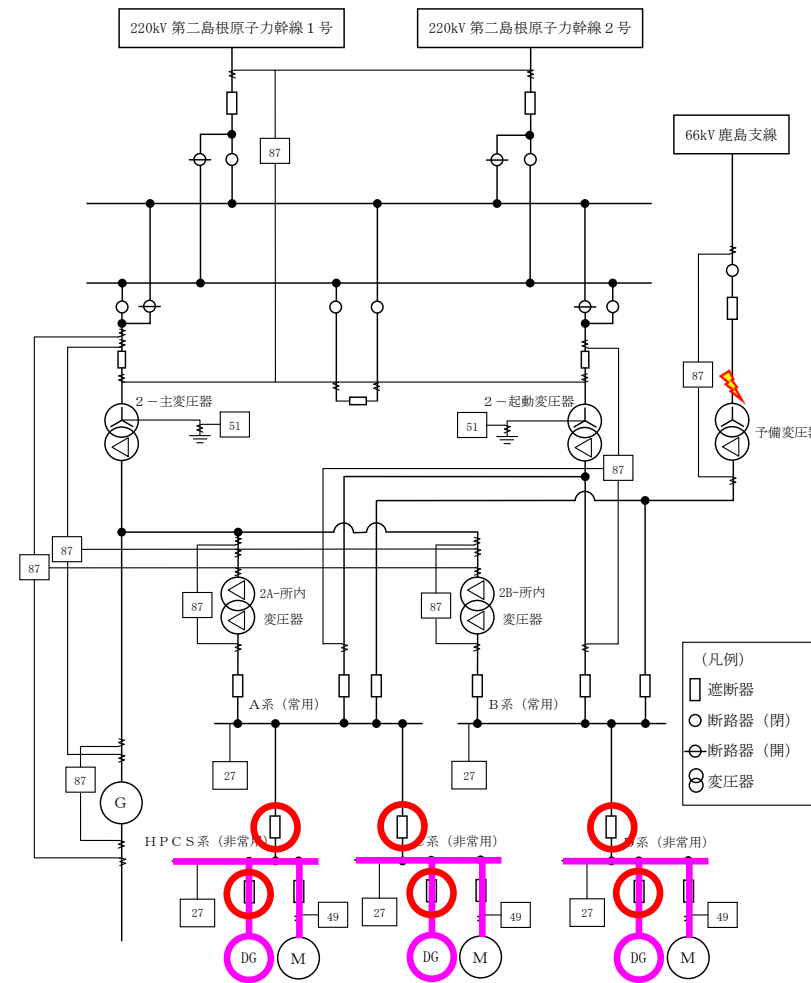 220kV 第二島根原子力幹線１号
220kV 第二島根原子力幹線２号
66kV 鹿島支線
87
87
２－主変圧器
51
２－起動変圧器
51
予備変圧器
87
87
87
87
2A-所内
変圧器
87
2B-所内
変圧器
87
(凡例)
遮断器
断路器（閉）
断路器（開）
変圧器
A系（常用）
B系（常用）
27
27
87
G
HPCS系（非常用）
系（非常用）
系（非常用）
27
49
27
49
27
49
DG
M
DG
M
DG
M